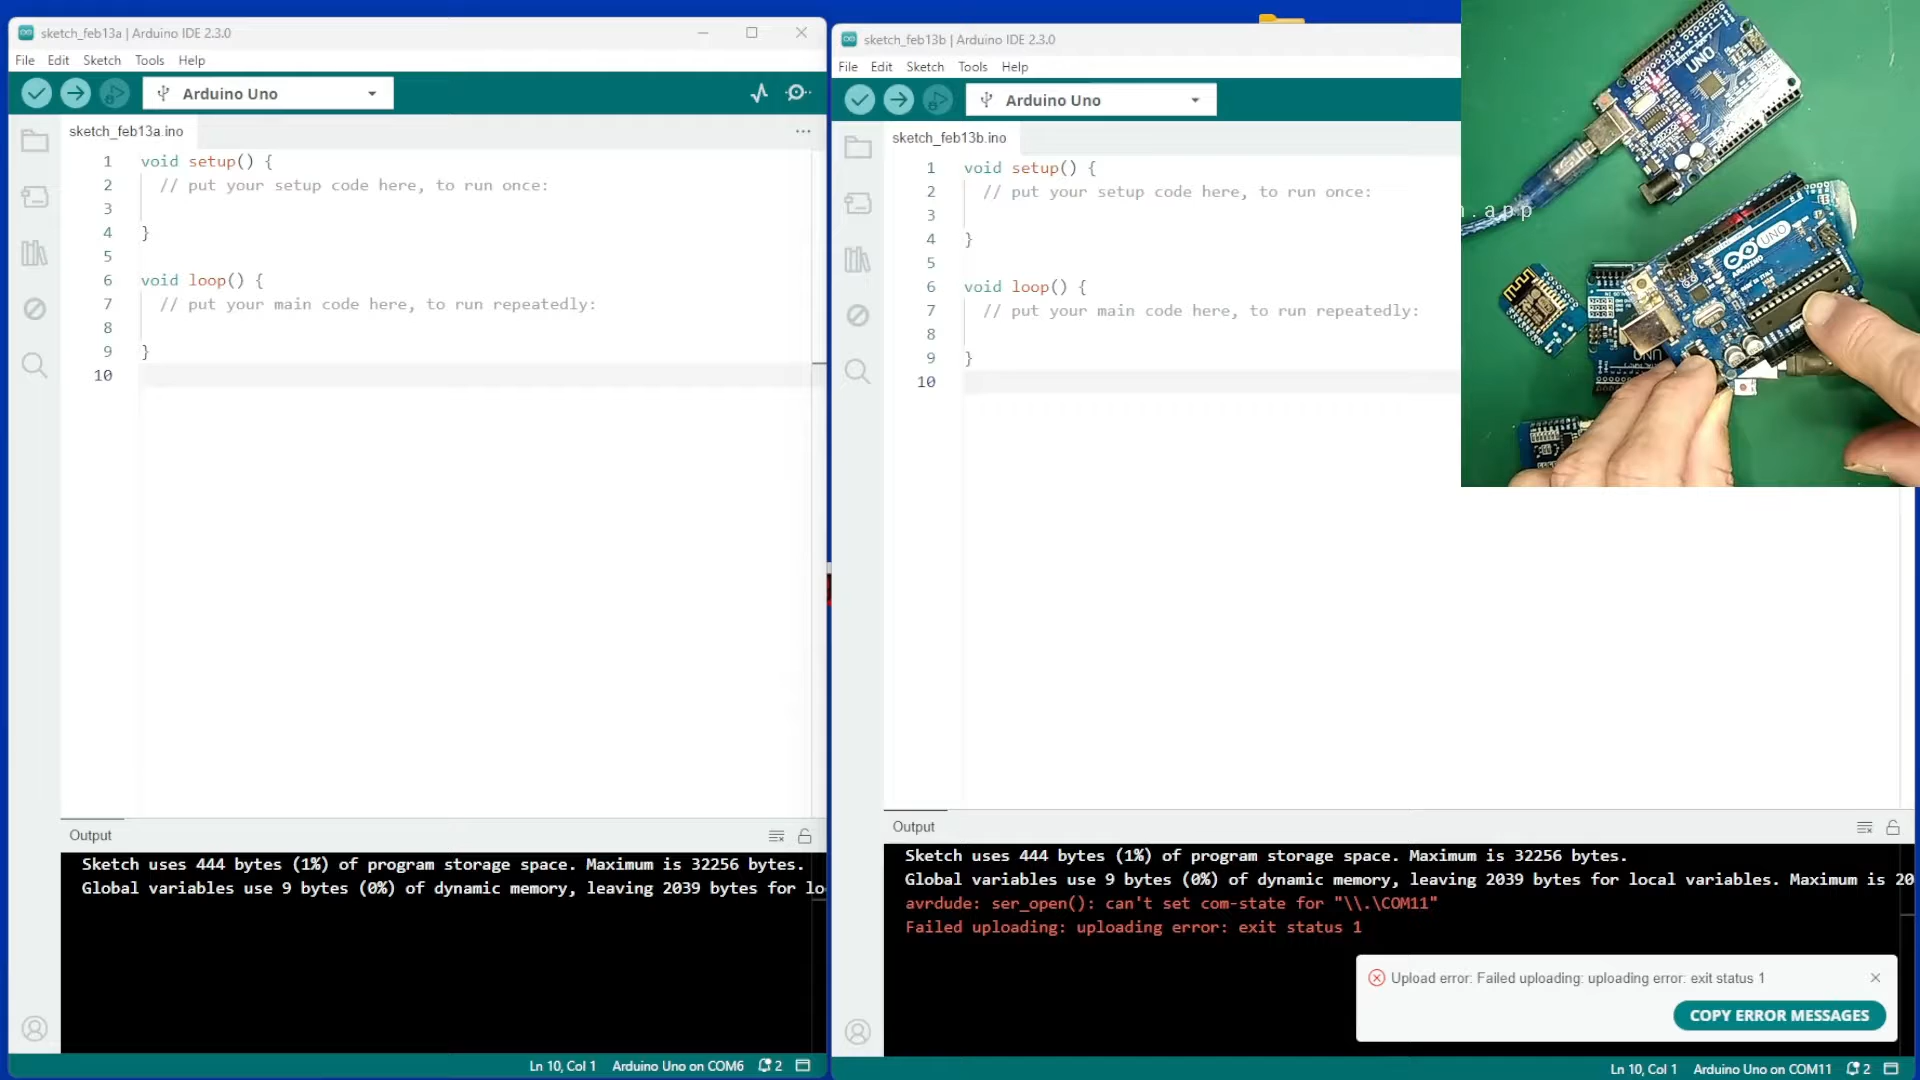 sketch_feb13a | Arduino IDE 2.3.0
File Edit Sketch Tools Help
Arduino Uno
sketch_feb13a.ino
1 void setup() {
2 // put your setup code here, to run once:
3
4 }
5
6 void loop() {
7 // put your main code here, to run repeatedly:
8
9 }
10
Output
Sketch uses 444 bytes (1%) of program storage space. Maximum is 32256 bytes.
Global variables use 9 bytes (0%) of dynamic memory, leaving 2039 bytes for lo
Ln 10, Col 1 Arduino Uno on COM6 2
sketch_feb13b | Arduino IDE 2.3.0
File Edit Sketch Tools Help
Arduino Uno
sketch_feb13b.ino
1 void setup() {
2 // put your setup code here, to run once:
3
4 }
5
6 void loop() {
7 // put your main code here, to run repeatedly:
8
9 }
10
Output
Sketch uses 444 bytes (1%) of program storage space. Maximum is 32256 bytes.
Global variables use 9 bytes (0%) of dynamic memory, leaving 2039 bytes for local variables. Maximum is 20
avrdude: ser_open(): can't set com-state for "\\.\COM11"
Failed uploading: uploading error: exit status 1
Upload error: Failed uploading: uploading error: exit status 1
COPY ERROR MESSAGES
Ln 10, Col 1 Arduino Uno on COM11 2
UNO
n.app
UNO
ARDUINO
UNO